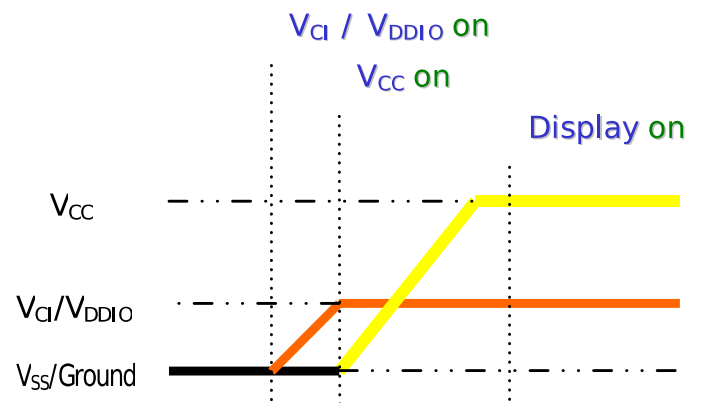 VCI / VDDIO on
VCC on
Display on
VCC
VCI/VDDIO
VSS/Ground